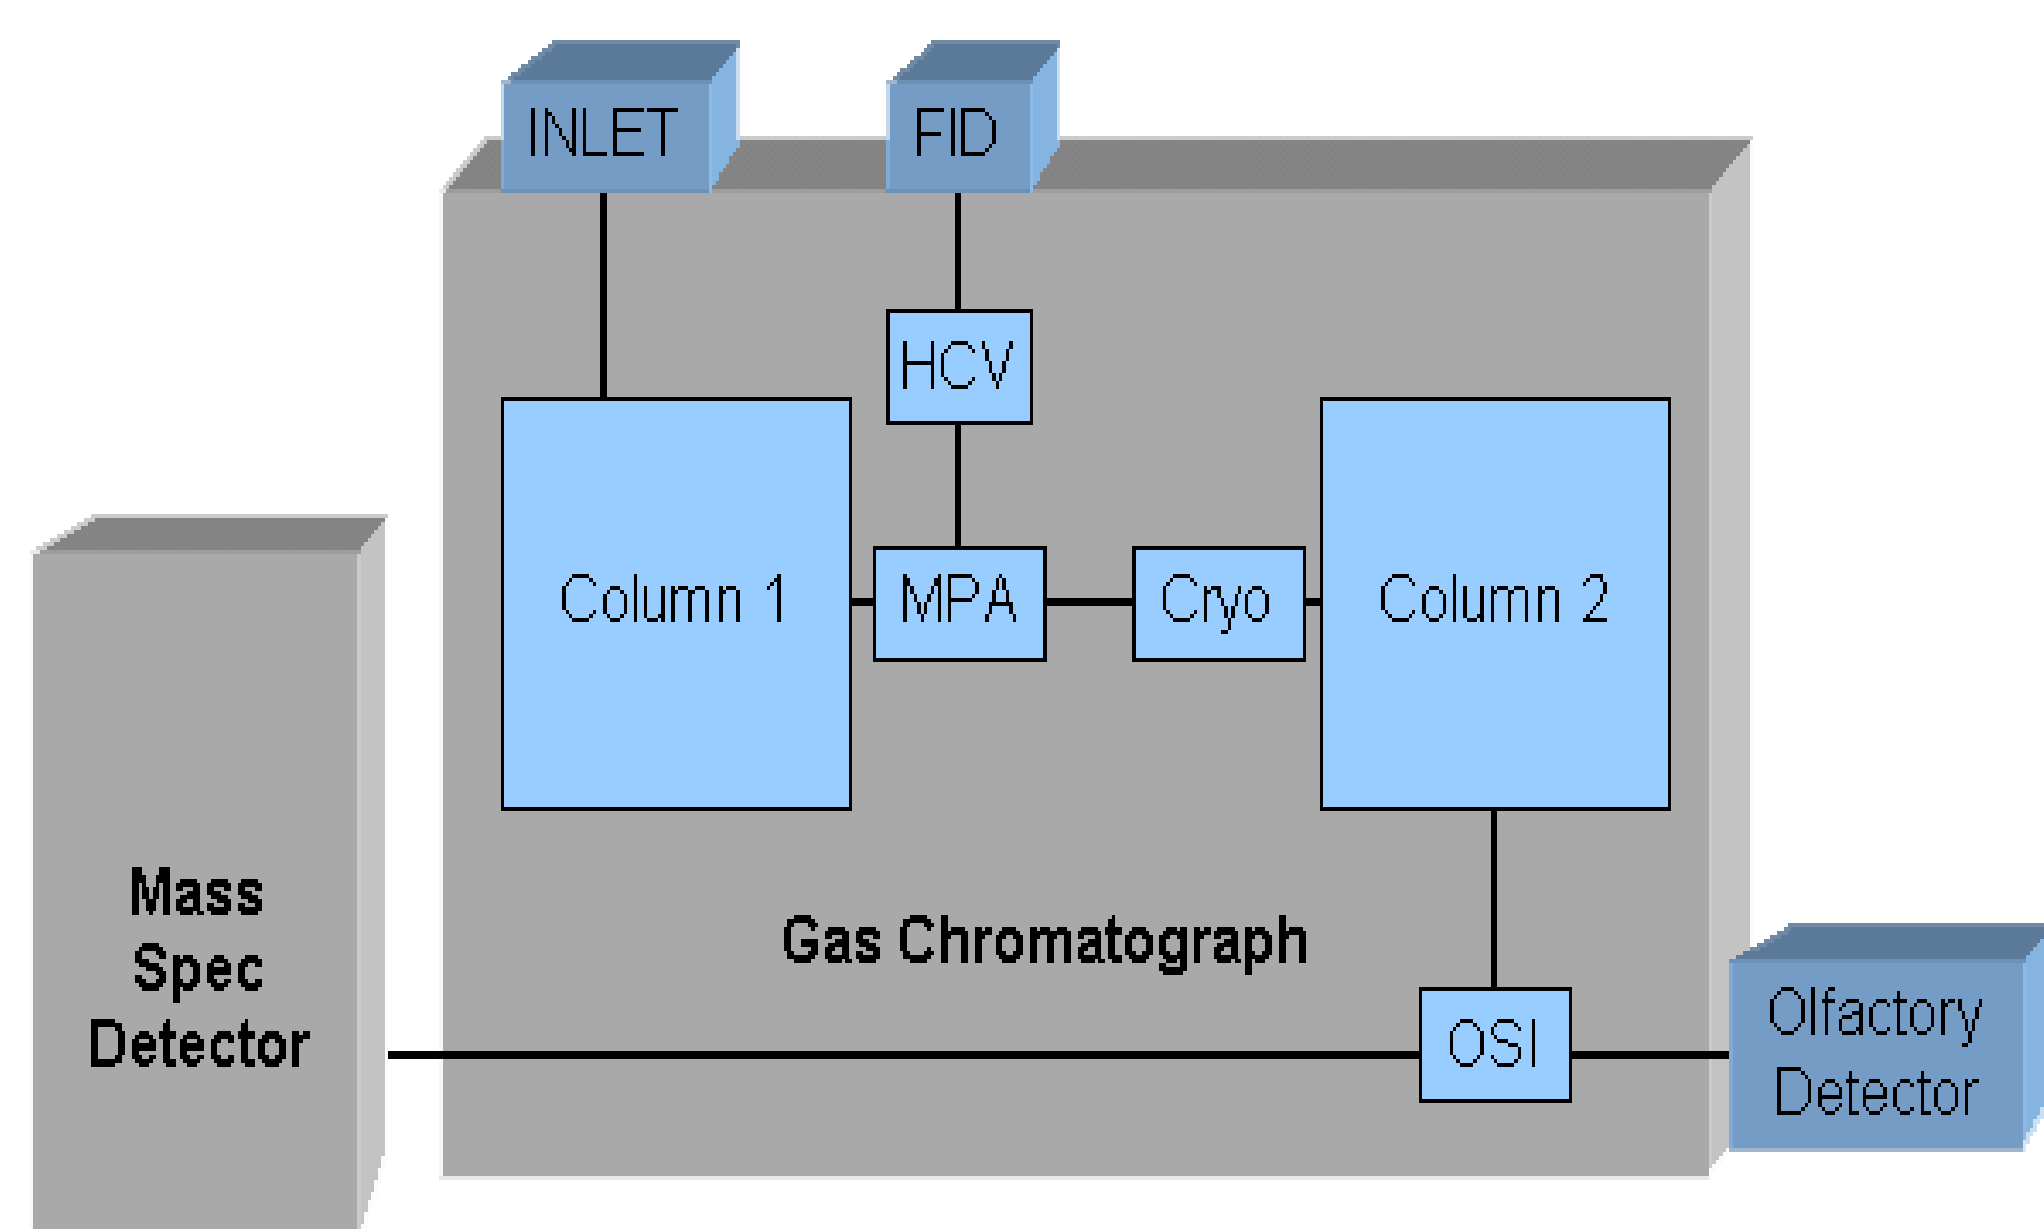 INLET
FID
HCV
Column 1
MPA
Cryo
Column 2
Mass
Spec
Detector
Gas Chromatograph
OSI
Olfactory
Detector